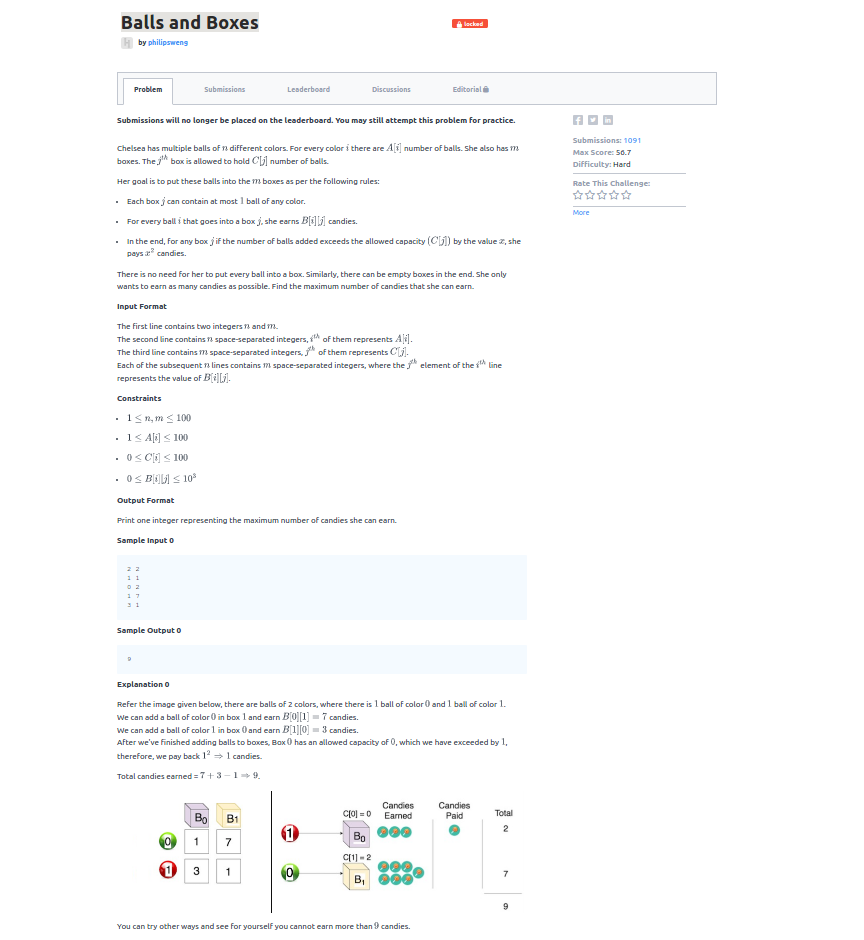 Balls and Boxes
locked
by philipsweng
Problem
Submissions
Leaderboard
Discussions
Editorial
Submissions will no longer be placed on the leaderboard. You may still attempt this problem for practice.
Chelsea has multiple balls of n different colors. For every color i there are A[i] number of balls. She also has m
boxes. The j^th box is allowed to hold C[j] number of balls.
Her goal is to put these balls into the m boxes as per the following rules:
• Each box j can contain at most 1 ball of any color.
• For every ball i that goes into a box j, she earns B[i][j] candies.
• In the end, for any box j if the number of balls added exceeds the allowed capacity (C[j]) by the value x, she
pays x² candies.
There is no need for her to put every ball into a box. Similarly, there can be empty boxes in the end. She only
wants to earn as many candies as possible. Find the maximum number of candies that she can earn.
Input Format
The first line contains two integers n and m.
The second line contains n space-separated integers, i^th of them represents A[i].
The third line contains m space-separated integers, j^th of them represents C[j].
Each of the subsequent n lines contains m space-separated integers, where the j^th element of the i^th line
represents the value of B[i][j].
Constraints
• 1 ≤ n, m ≤ 100
• 1 ≤ A[i] ≤ 100
• 0 ≤ C[i] ≤ 100
• 0 ≤ B[i][j] ≤ 10³
Output Format
Print one integer representing the maximum number of candies she can earn.
Sample Input 0
2 2
1 1
0 2
1 7
3 1
Sample Output 0
9
Explanation 0
Refer the image given below, there are balls of 2 colors, where there is 1 ball of color 0 and 1 ball of color 1.
We can add a ball of color 0 in box 1 and earn B[0][1] = 7 candies.
We can add a ball of color 1 in box 0 and earn B[1][0] = 3 candies.
After we've finished adding balls to boxes, Box 0 has an allowed capacity of 0, which we have exceeded by 1,
therefore, we pay back 1² ⇒ 1 candies.
Total candies earned = 7 + 3 − 1 ⇒ 9.
B0 B1
0 1 7
1 3 1
Candies Earned
Candies Paid
Total
C[0] = 0
1
B0
2
C[1] = 2
0
B1
7
9
You can try other ways and see for yourself you cannot earn more than 9 candies.
Submissions: 1091
Max Score: 56.7
Difficulty: Hard
Rate This Challenge:
More